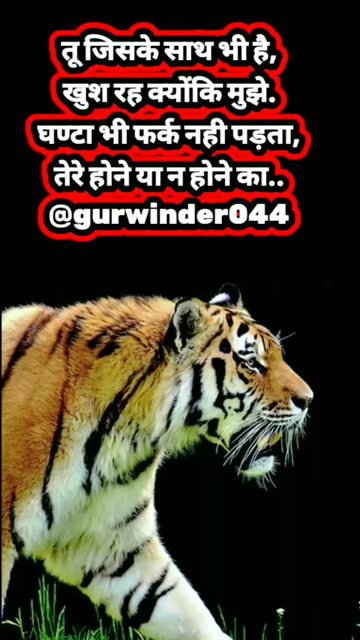 तू जिसके साथ भी है,
खुश रह क्योंकि मुझे.
घण्टा भी फर्क नही पड़ता,
तेरे होने या न होने का..
@gurwinder044